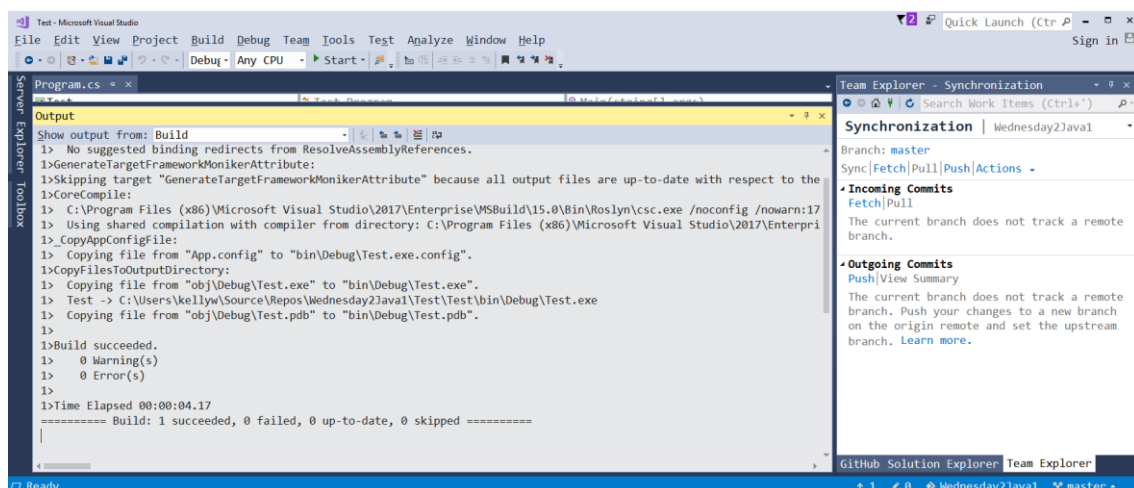 Test - Microsoft Visual Studio
2
Quick Launch (Ctr
File Edit View Project Build Debug Team Tools Test Analyze Window Help
Sign in
Debug Any CPU Start
Server Explorer
Toolbox
Program.cs
Test Test.Program Main(string[] args)
Output
Show output from: Build
1>  No suggested binding redirects from ResolveAssemblyReferences.
1>GenerateTargetFrameworkMonikerAttribute:
1>Skipping target "GenerateTargetFrameworkMonikerAttribute" because all output files are up-to-date with respect to the
1>CoreCompile:
1>  C:\Program Files (x86)\Microsoft Visual Studio\2017\Enterprise\MSBuild\15.0\Bin\Roslyn\csc.exe /noconfig /nowarn:17
1>  Using shared compilation with compiler from directory: C:\Program Files (x86)\Microsoft Visual Studio\2017\Enterpri
1>_CopyAppConfigFile:
1>  Copying file from "App.config" to "bin\Debug\Test.exe.config".
1>CopyFilesToOutputDirectory:
1>  Copying file from "obj\Debug\Test.exe" to "bin\Debug\Test.exe".
1>  Test -> C:\Users\kellyw\Source\Repos\Wednesday2Java1\Test\Test\bin\Debug\Test.exe
1>  Copying file from "obj\Debug\Test.pdb" to "bin\Debug\Test.pdb".
1>
1>Build succeeded.
1>    0 Warning(s)
1>    0 Error(s)
1>
1>Time Elapsed 00:00:04.17
========== Build: 1 succeeded, 0 failed, 0 up-to-date, 0 skipped ==========
Team Explorer - Synchronization
Search Work Items (Ctrl+')
Synchronization | Wednesday2Java1
Branch: master
Sync|Fetch|Pull|Push|Actions
Incoming Commits
Fetch|Pull
The current branch does not track a remote
branch.
Outgoing Commits
Push|View Summary
The current branch does not track a remote
branch. Push your changes to a new branch
on the origin remote and set the upstream
branch. Learn more.
GitHub Solution Explorer Team Explorer
Ready
1 0 Wednesday2Java1 master